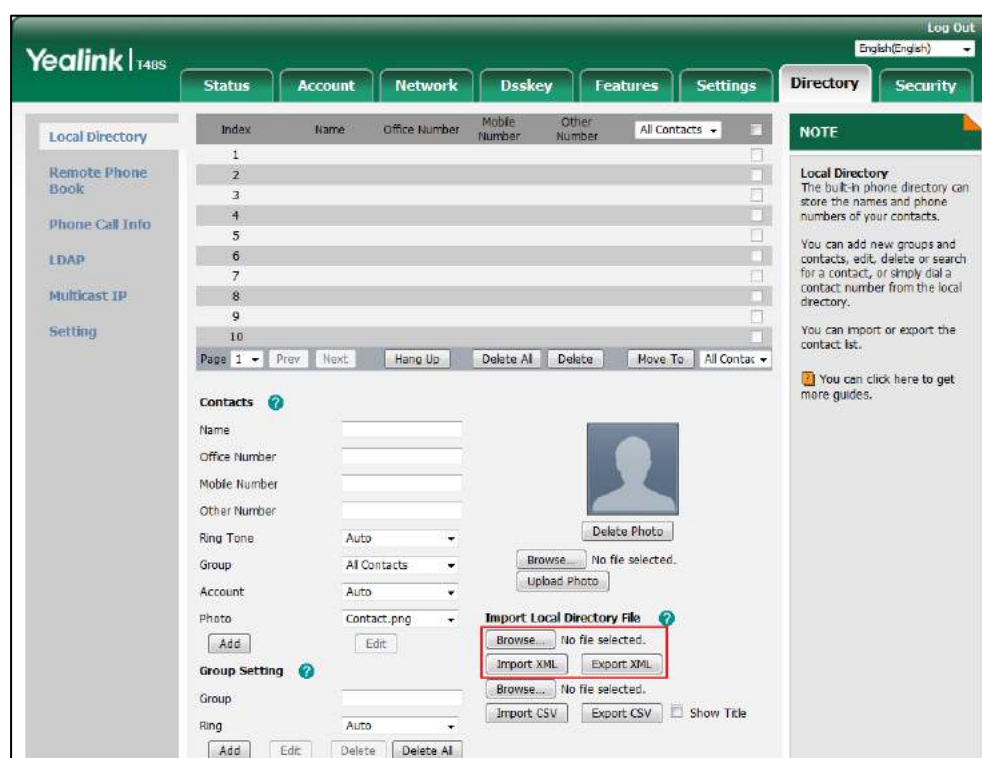 Log Out
Yealink | T48S
English(English)
Status Account Network Dsskey Features Settings Directory Security
Local Directory
Remote Phone
Book
Phone Call Info
LDAP
Multicast IP
Setting
Index Name Office Number Mobile Number Other Number All Contacts
1
2
3
4
5
6
7
8
9
10
Page 1 Prev Next Hang Up Delete All Delete Move To All Contac
Contacts ?
Name
Office Number
Mobile Number
Other Number
Ring Tone Auto
Group All Contacts
Account Auto
Photo Contact.png
Add Edit
Group Setting ?
Group
Ring Auto
Add Edit Delete Delete All
Delete Photo
Browse... No file selected.
Upload Photo
Import Local Directory File ?
Browse... No file selected.
Import XML Export XML
Browse... No file selected.
Import CSV Export CSV Show Title
NOTE
Local Directory
The built-in phone directory can
store the names and phone
numbers of your contacts.
You can add new groups and
contacts, edit, delete or search
for a contact, or simply dial a
contact number from the local
directory.
You can import or export the
contact list.
? You can click here to get
more guides.